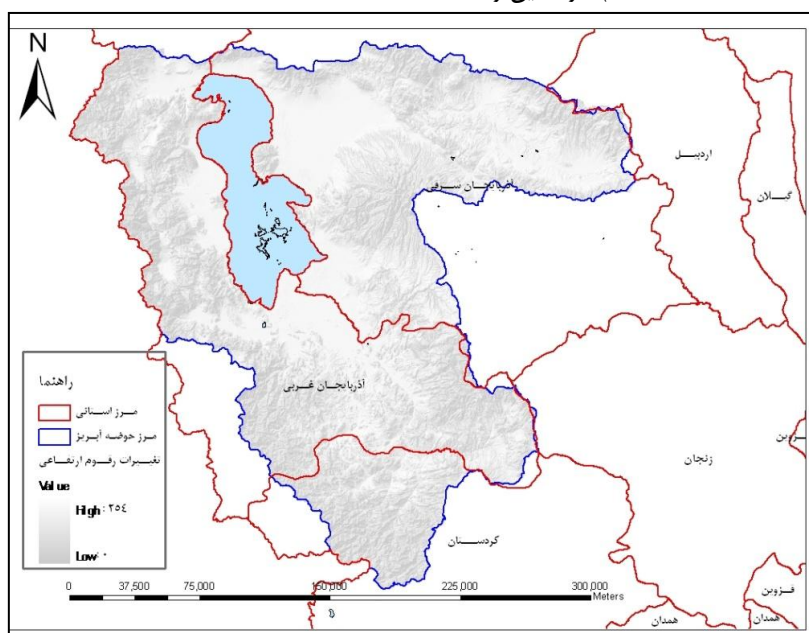 N
اردبیل
گیلان
آذربایجان شرقی
آذربایجان غربی
زنجان
قزوین
کردستان
قزوین
همدان
همدان
راهنما
مرز استانی
مرز حوضه آبریز
تغییرات رقوم ارتفاعی
Value
High : ۲۵٤
Low : ۰
0 37,500 75,000 150,000 225,000 300,000
Meters